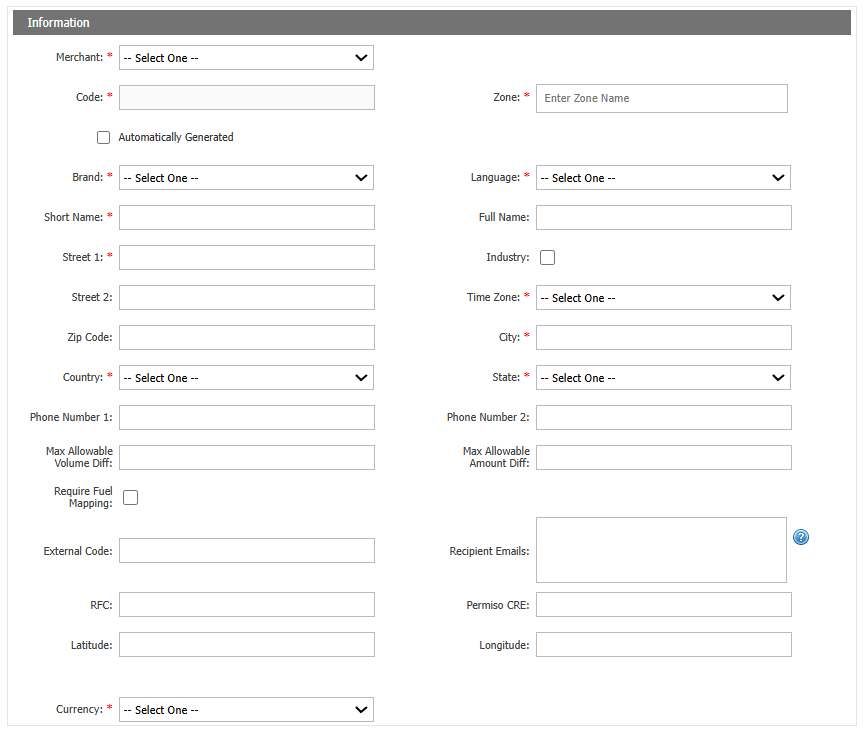 Information
Merchant: * -- Select One --
Code: * Zone: * Enter Zone Name
Automatically Generated
Brand: * -- Select One -- Language: * -- Select One --
Short Name: * Full Name:
Street 1: * Industry:
Street 2: Time Zone: * -- Select One --
Zip Code: City: *
Country: * -- Select One -- State: * -- Select One --
Phone Number 1: Phone Number 2:
Max Allowable
Volume Diff:
Max Allowable
Amount Diff:
Require Fuel
Mapping:
External Code: Recipient Emails: ?
RFC: Permiso CRE:
Latitude: Longitude:
Currency: * -- Select One --